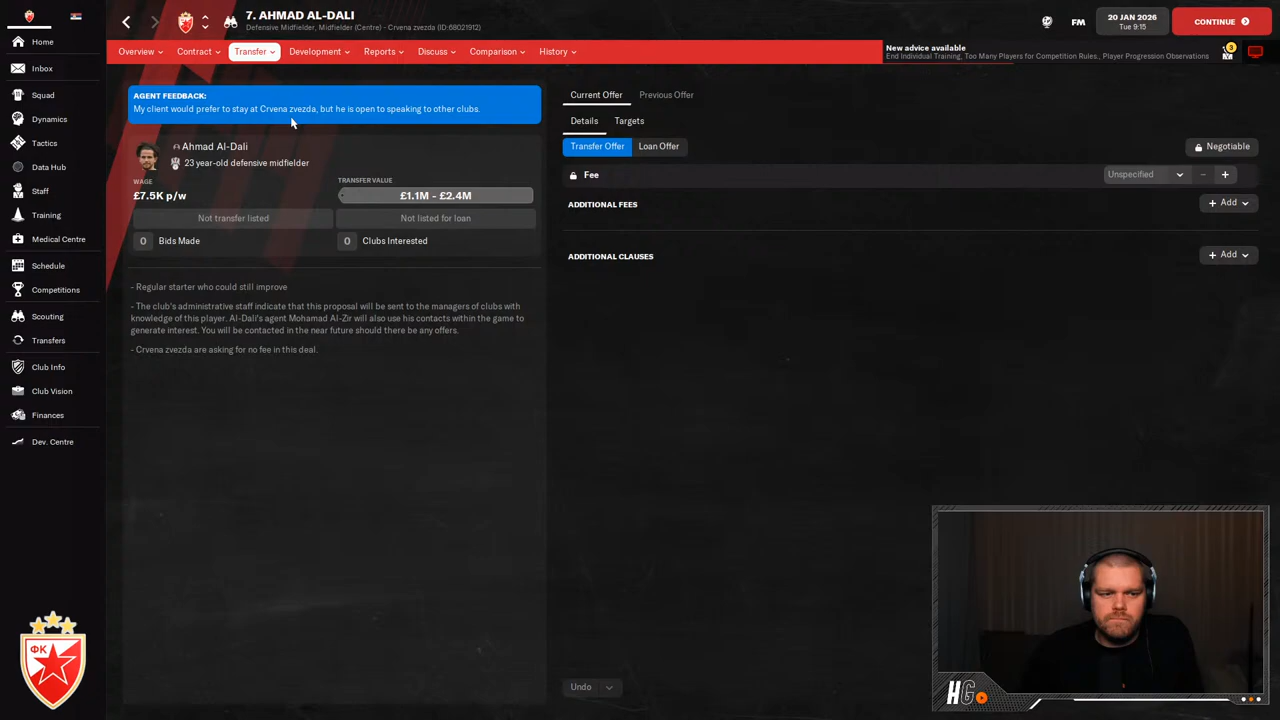 7. AHMAD AL-DALI
Defensive Midfielder, Midfielder (Centre) - Crvena zvezda (ID:68021912)
FM
20 JAN 2026
Tue 9:15
CONTINUE
Overview
Contract
Transfer
Development
Reports
Discuss
Comparison
History
New advice available
End Individual Training, Too Many Players for Competition Rules., Player Progression Observations
3
Home
Inbox
Squad
Dynamics
Tactics
Data Hub
Staff
Training
Medical Centre
Schedule
Competitions
Scouting
Transfers
Club Info
Club Vision
Finances
Dev. Centre
ФК
AGENT FEEDBACK:
My client would prefer to stay at Crvena zvezda, but he is open to speaking to other clubs.
Ahmad Al-Dali
23 year-old defensive midfielder
WAGE
£7.5K p/w
TRANSFER VALUE
£1.1M - £2.4M
Not transfer listed
Not listed for loan
0 Bids Made
0 Clubs Interested
- Regular starter who could still improve
- The club's administrative staff indicate that this proposal will be sent to the managers of clubs with
knowledge of this player. Al-Dali's agent Mohamad Al-Zir will also use his contacts within the game to
generate interest. You will be contacted in the near future should there be any offers.
- Crvena zvezda are asking for no fee in this deal.
Current Offer
Previous Offer
Details
Targets
Transfer Offer
Loan Offer
Negotiable
Fee
Unspecified
ADDITIONAL FEES
+ Add
ADDITIONAL CLAUSES
+ Add
Undo
HG